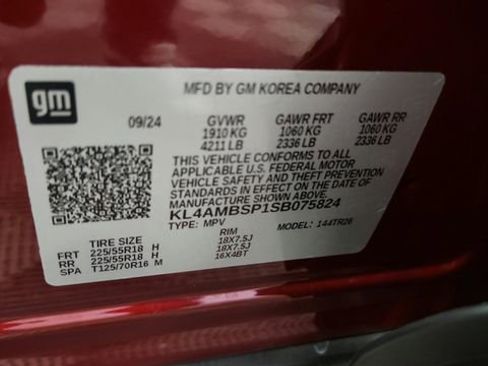 gm
MFD BY GM KOREA COMPANY
09/24 GVWR GAWR FRT GAWR RR
1910 KG 1060 KG 1060 KG
4211 LB 2336 LB 2336 LB
THIS VEHICLE CONFORMS TO ALL
APPLICABLE U.S. FEDERAL MOTOR
VEHICLE SAFETY AND THEFT PREVENTION
STANDARDS IN EFFECT ON THE DATE OF
MANUFACTURE SHOWN ABOVE.
KL4AMBSP1SB075824
TYPE: MPV MODEL: 144TR26
TIRE SIZE RIM
FRT 225/55R18 H 18X7.5J
RR 225/55R18 H 18X7.5J
SPA T125/70R16 M 16X4BT